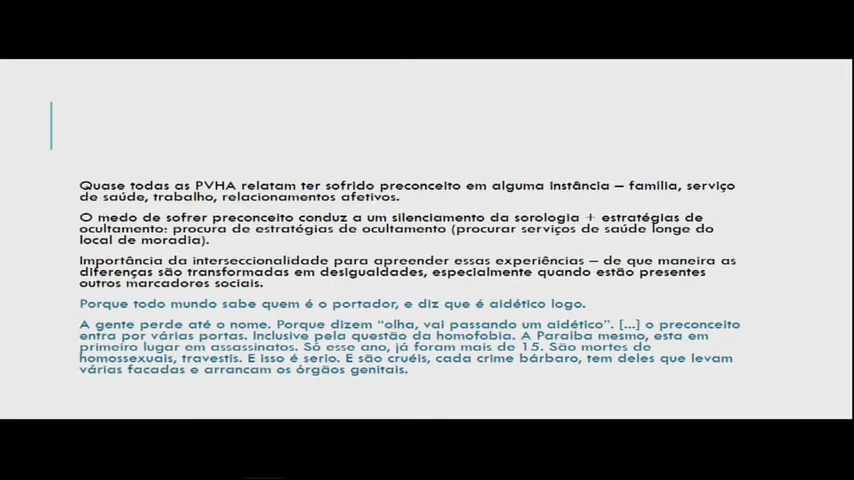 Quase todas as PVHA relatam ter sofrido preconceito em alguma instância – família, serviço
de saúde, trabalho, relacionamentos afetivos.
O medo de sofrer preconceito conduz a um silenciamento da sorologia + estratégias de
ocultamento: procura de estratégias de ocultamento (procurar serviços de saúde longe do
local de moradia).
Importância da interseccionalidade para apreender essas experiências – de que maneira as
diferenças são transformadas em desigualdades, especialmente quando estão presentes
outros marcadores sociais.
Porque todo mundo sabe quem é o portador, e diz que é aidético logo.
A gente perde até o nome. Porque dizem “olha, vai passando um aidético”. [...] o preconceito
entra por várias portas. Inclusive pela questão da homofobia. A Paraíba mesmo, esta em
primeiro lugar em assassinatos. Só esse ano, já foram mais de 15. São mortes de
homossexuais, travestis. E isso é serio. E são cruéis, cada crime bárbaro, tem deles que levam
várias facadas e arrancam os órgãos genitais.